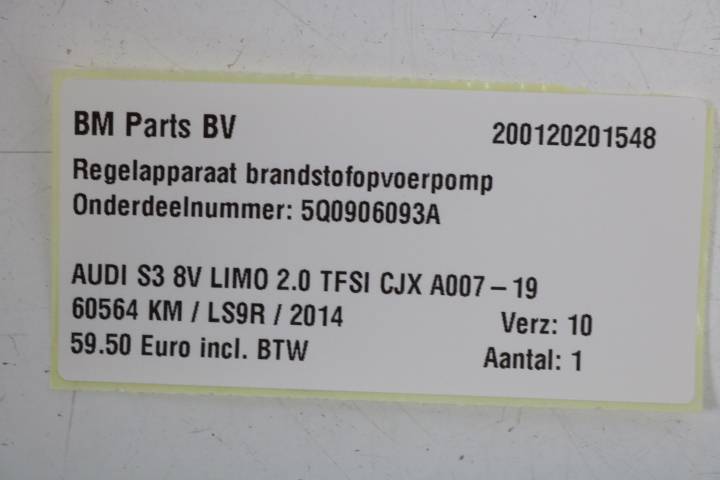 BM Parts BV 200120201548
Regelapparaat brandstofopvoerpomp
Onderdeelnummer: 5Q0906093A
AUDI S3 8V LIMO 2.0 TFSI CJX A007-19
60564 KM / LS9R / 2014 Verz: 10
59.50 Euro incl. BTW Aantal: 1